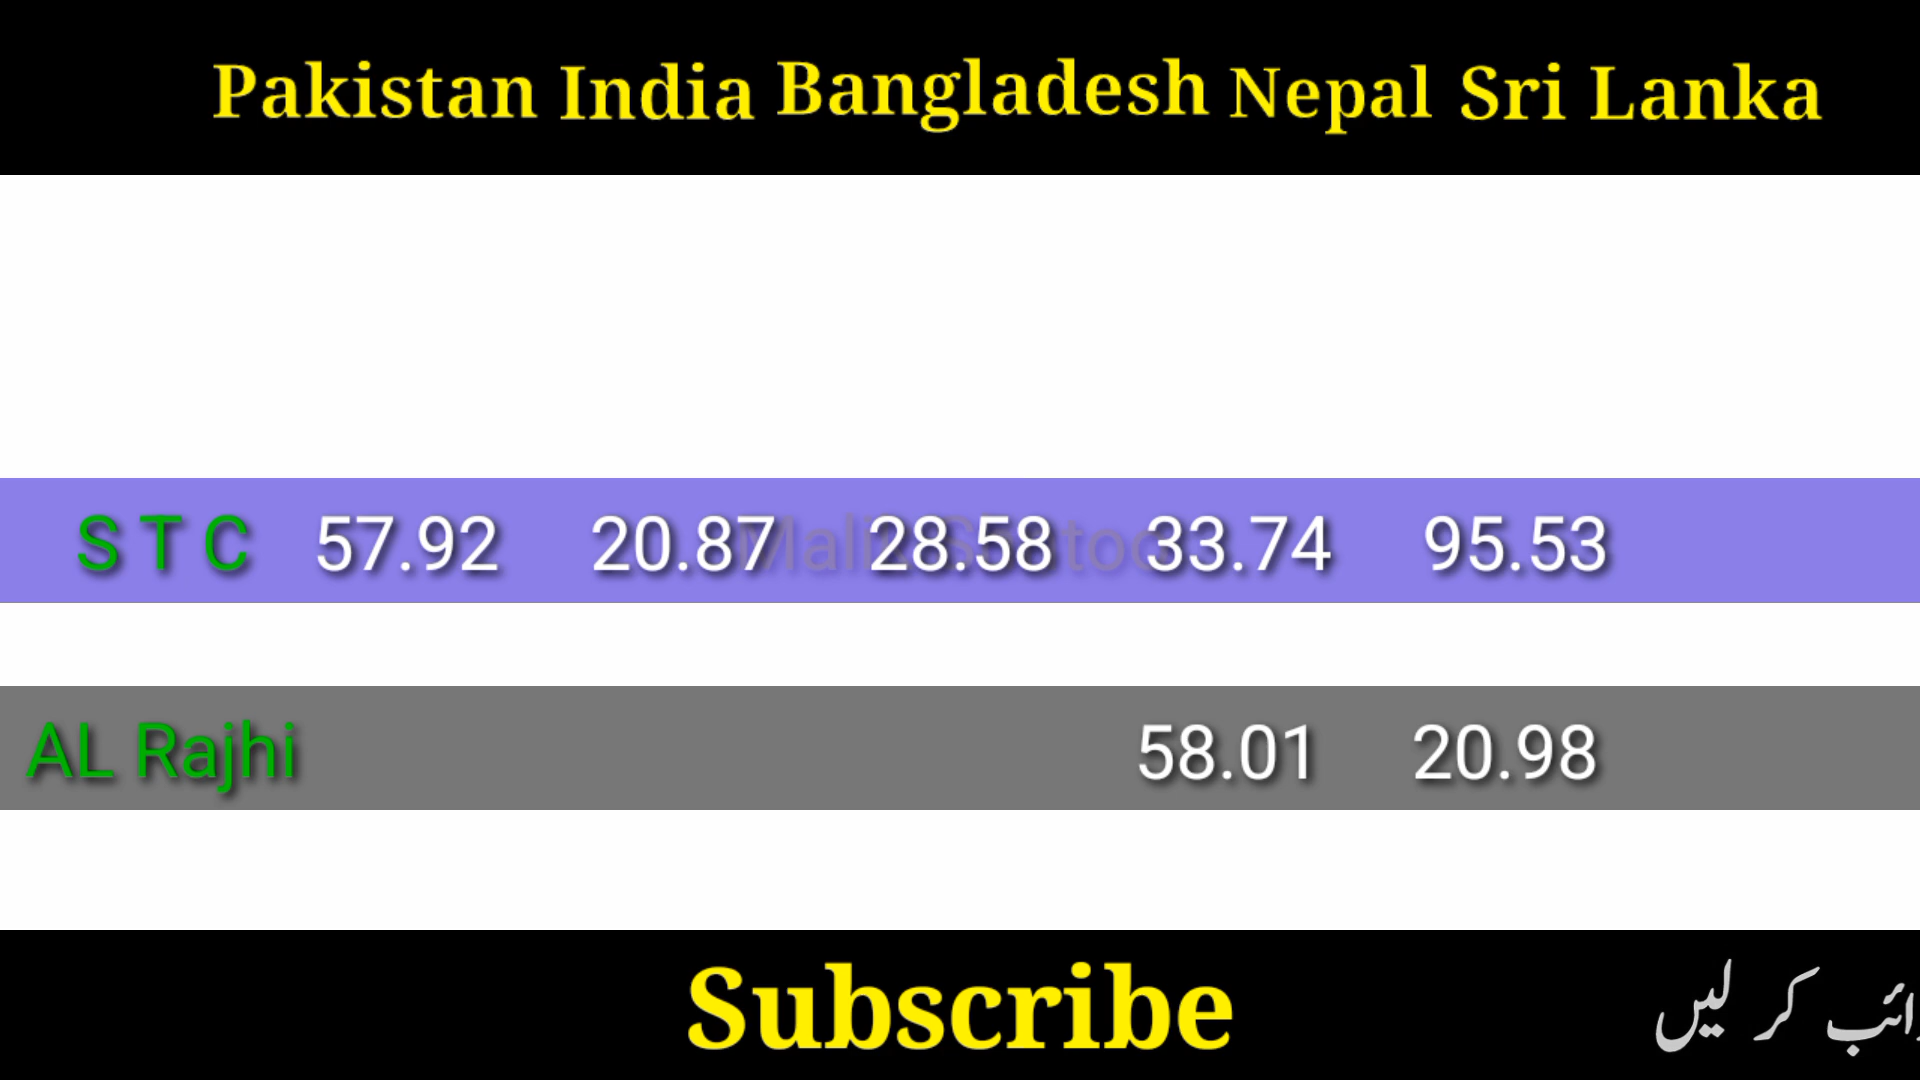 Pakistan India Bangladesh Nepal Sri Lanka
S T C 57.92 20.87 28.58 33.74 95.53
AL Rajhi 58.01 20.98
Subscribe
کر لیں